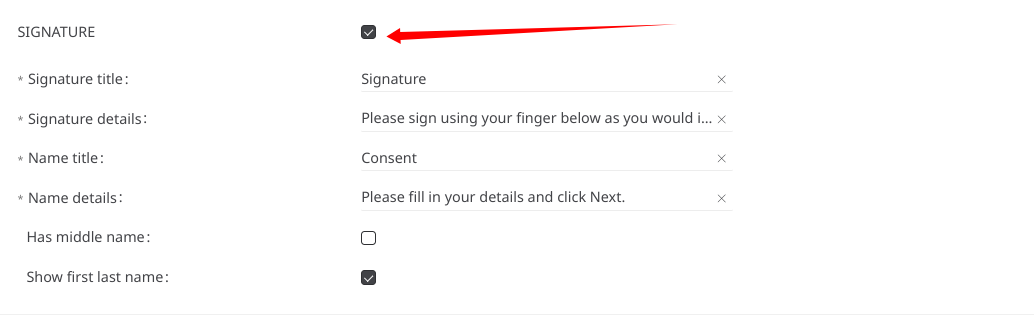 SIGNATURE
* Signature title: Signature
* Signature details: Please sign using your finger below as you would i...
* Name title: Consent
* Name details: Please fill in your details and click Next.
Has middle name:
Show first last name: